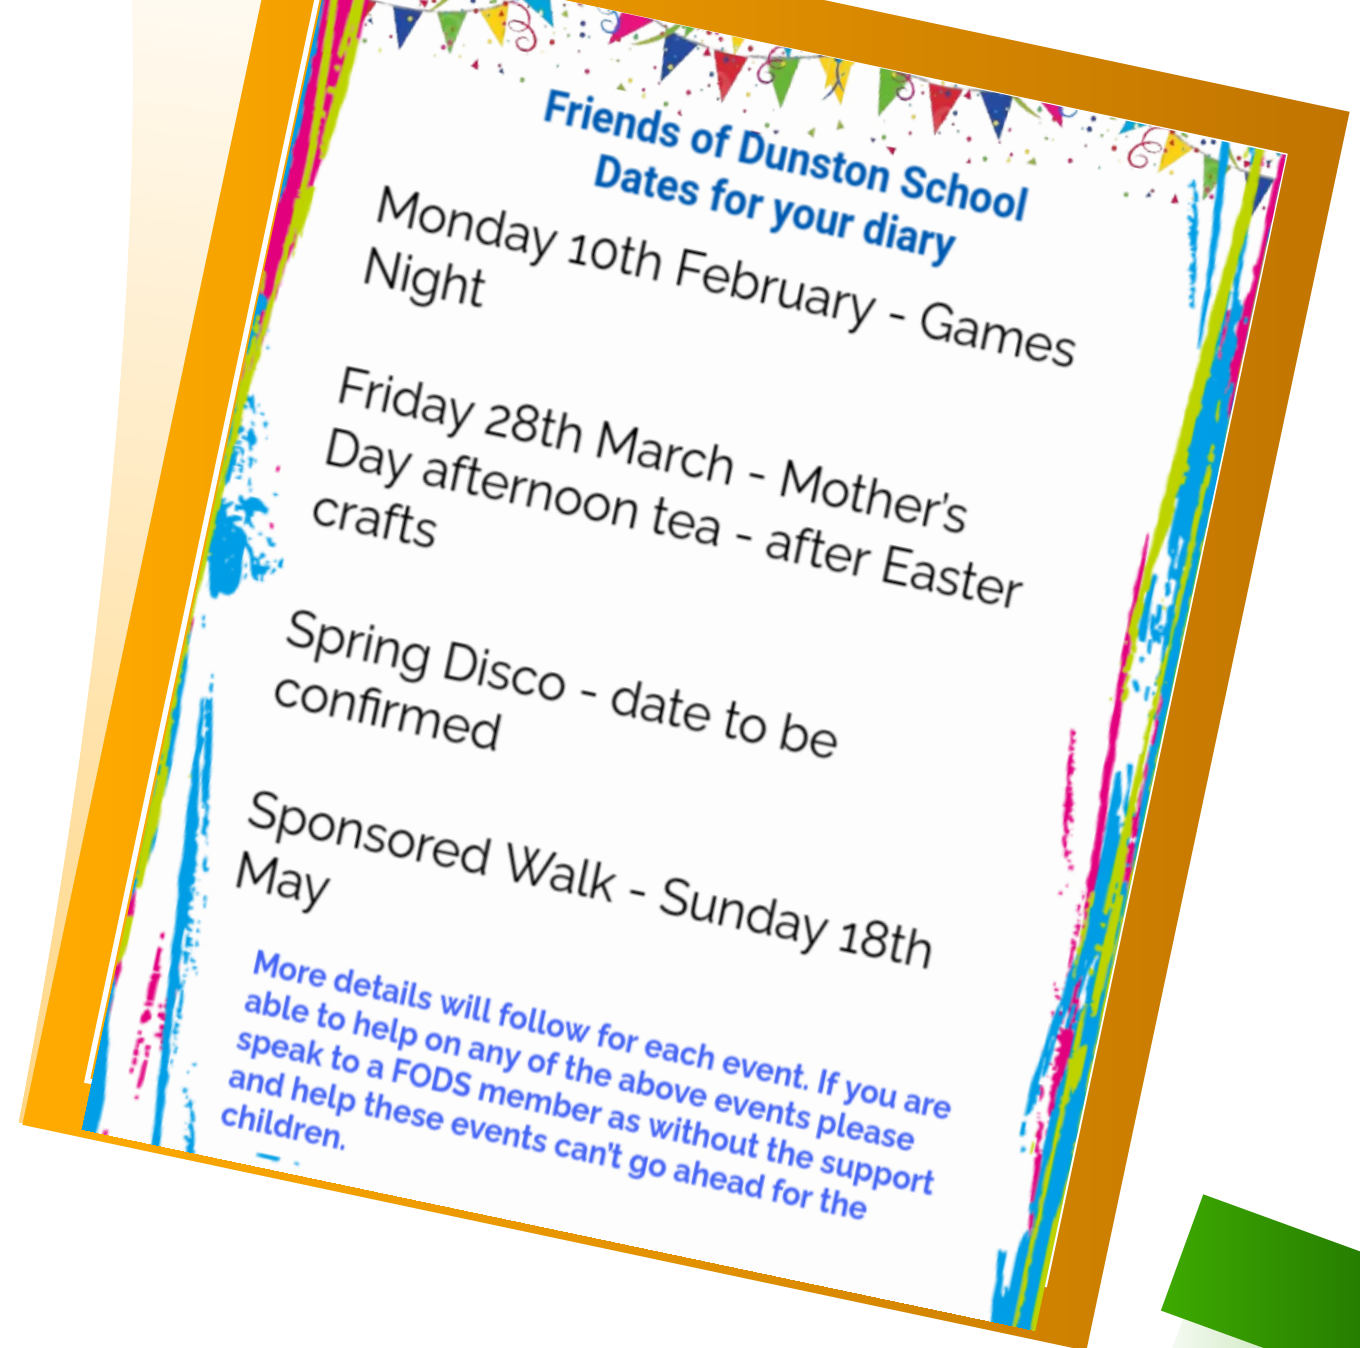 Friends of Dunston School
Dates for your diary
Monday 10th February - Games
Night
Friday 28th March - Mother's
Day afternoon tea - after Easter
crafts
Spring Disco - date to be
confirmed
Sponsored Walk - Sunday 18th
May
More details will follow for each event. If you are
able to help on any of the above events please
speak to a FODS member as without the support
and help these events can't go ahead for the
children.